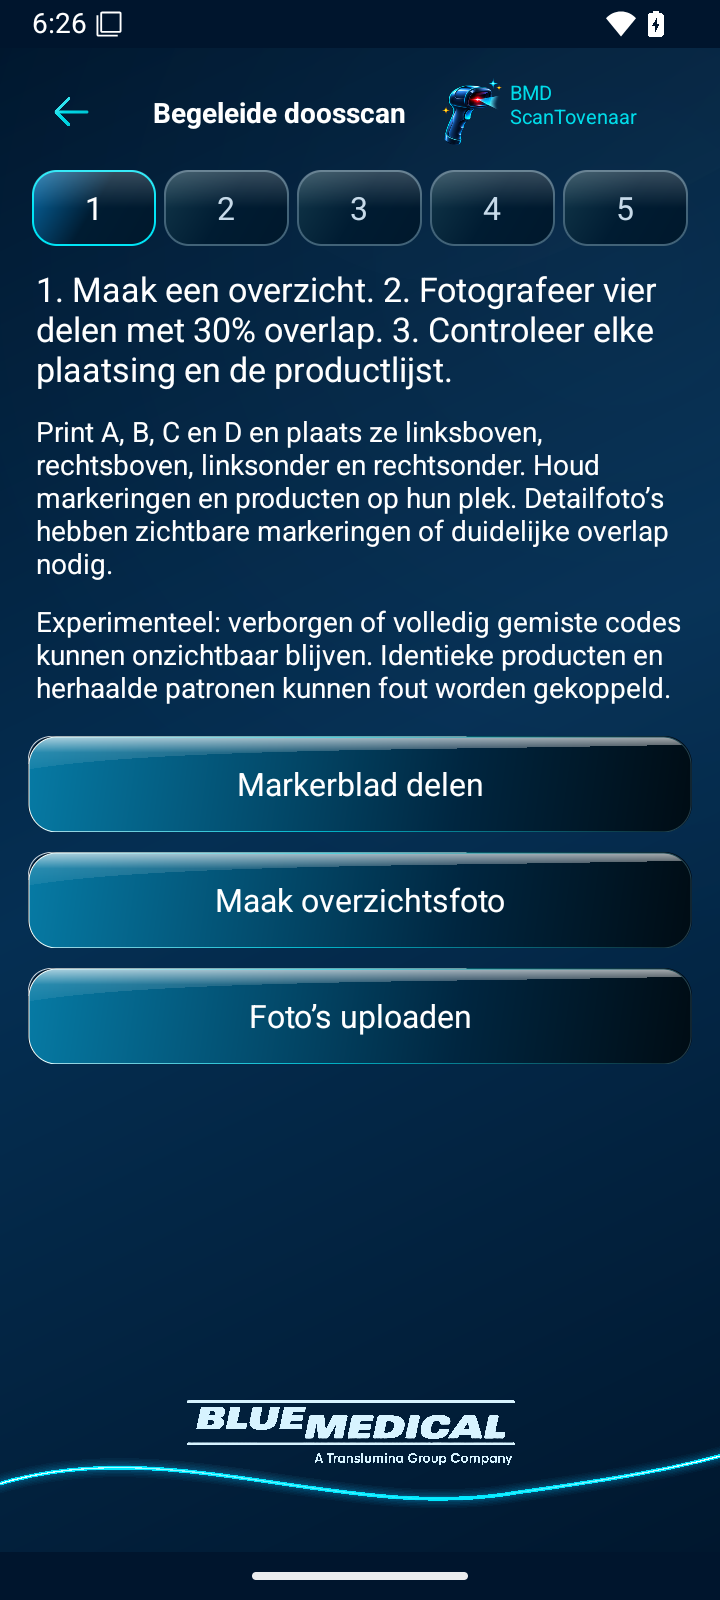 6:26
Begeleide doosscan
BMD
ScanTovenaar
1 2 3 4 5
1. Maak een overzicht. 2. Fotografeer vier
delen met 30% overlap. 3. Controleer elke
plaatsing en de productlijst.
Print A, B, C en D en plaats ze linksboven,
rechtsboven, linksonder en rechtsonder. Houd
markeringen en producten op hun plek. Detailfoto’s
hebben zichtbare markeringen of duidelijke overlap
nodig.
Experimenteel: verborgen of volledig gemiste codes
kunnen onzichtbaar blijven. Identieke producten en
herhaalde patronen kunnen fout worden gekoppeld.
Markerblad delen
Maak overzichtsfoto
Foto’s uploaden
BLUEMEDICAL
A Translumina Group Company